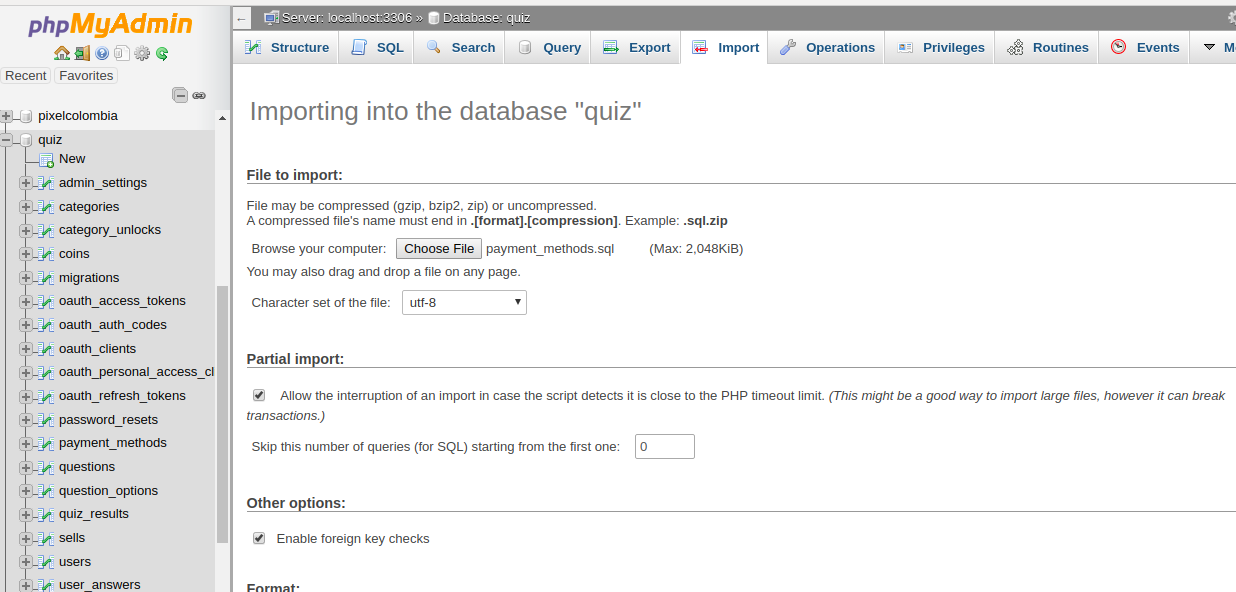 phpMyAdmin
Recent Favorites
pixelcolombia
quiz
New
admin_settings
categories
category_unlocks
coins
migrations
oauth_access_tokens
oauth_auth_codes
oauth_clients
oauth_personal_access_cl
oauth_refresh_tokens
password_resets
payment_methods
questions
question_options
quiz_results
sells
users
user_answers
← Server: localhost:3306 » Database: quiz
Structure SQL Search Query Export Import Operations Privileges Routines Events M
Importing into the database "quiz"
File to import:
File may be compressed (gzip, bzip2, zip) or uncompressed.
A compressed file's name must end in .[format].[compression]. Example: .sql.zip
Browse your computer: Choose File payment_methods.sql (Max: 2,048KiB)
You may also drag and drop a file on any page.
Character set of the file: utf-8
Partial import:
Allow the interruption of an import in case the script detects it is close to the PHP timeout limit. (This might be a good way to import large files, however it can break
transactions.)
Skip this number of queries (for SQL) starting from the first one: 0
Other options:
Enable foreign key checks
Format: